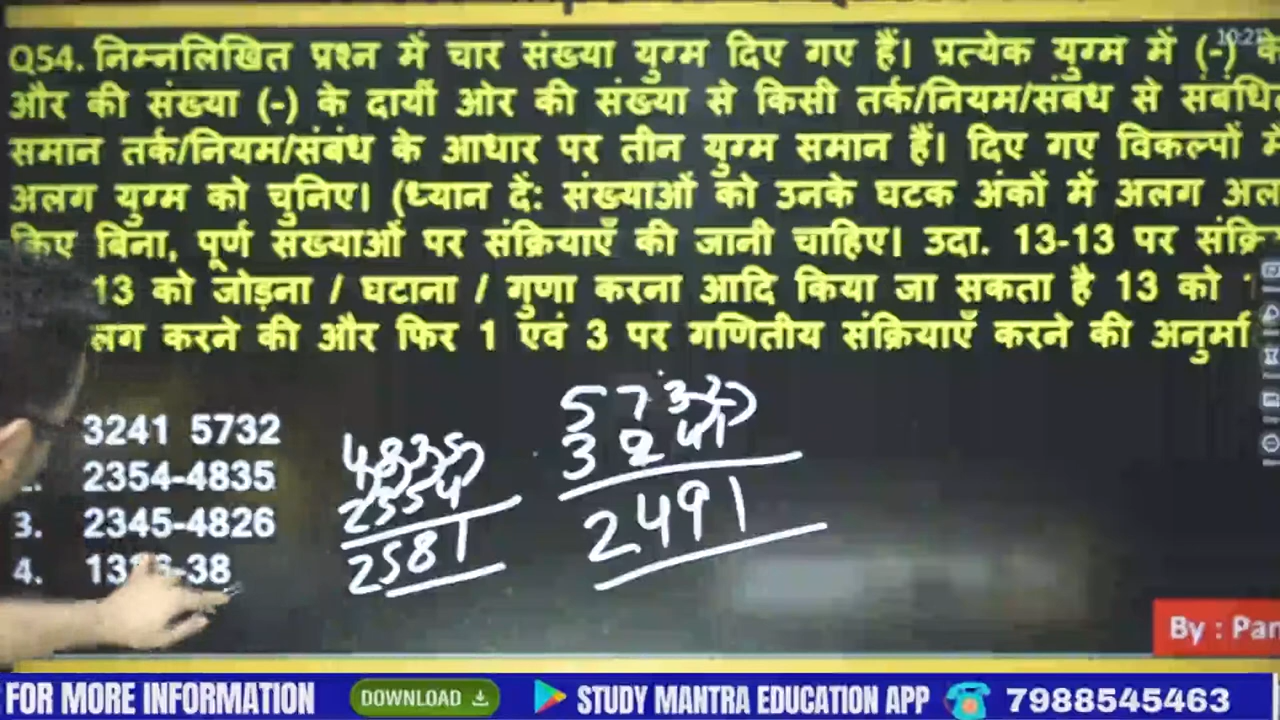 10:21
Q54. निम्नलिखित प्रश्न में चार संख्या युग्म दिए गए हैं। प्रत्येक युग्म में (-) के
और की संख्या (-) के दार्यी ओर की संख्या से किसी तर्क/नियम/संबंध से संबंधि
समान तर्क/नियम/संबंध के आधार पर तीन युग्म समान हैं। दिए गए विकल्पों में
अलग युग्म को चुनिए। (ध्यान दें: संख्याओं को उनके घटक अंकों में अलग अल
किए बिना, पूर्ण संख्याओं पर संक्रियाएँ की जानी चाहिए। उदा. 13-13 पर संक्रि
13 को जोड़ना / घटाना / गुणा करना आदि किया जा सकता है 13 को
लग करने की और फिर 1 एवं 3 पर गणितीय संक्रियाएँ करने की अनुर्मा
3241 5732
2354-4835
3. 2345-4826
4.
4835
2581
5732
3241
2491
By : Pan
FOR MORE INFORMATION DOWNLOAD STUDY MANTRA EDUCATION APP 7988545463